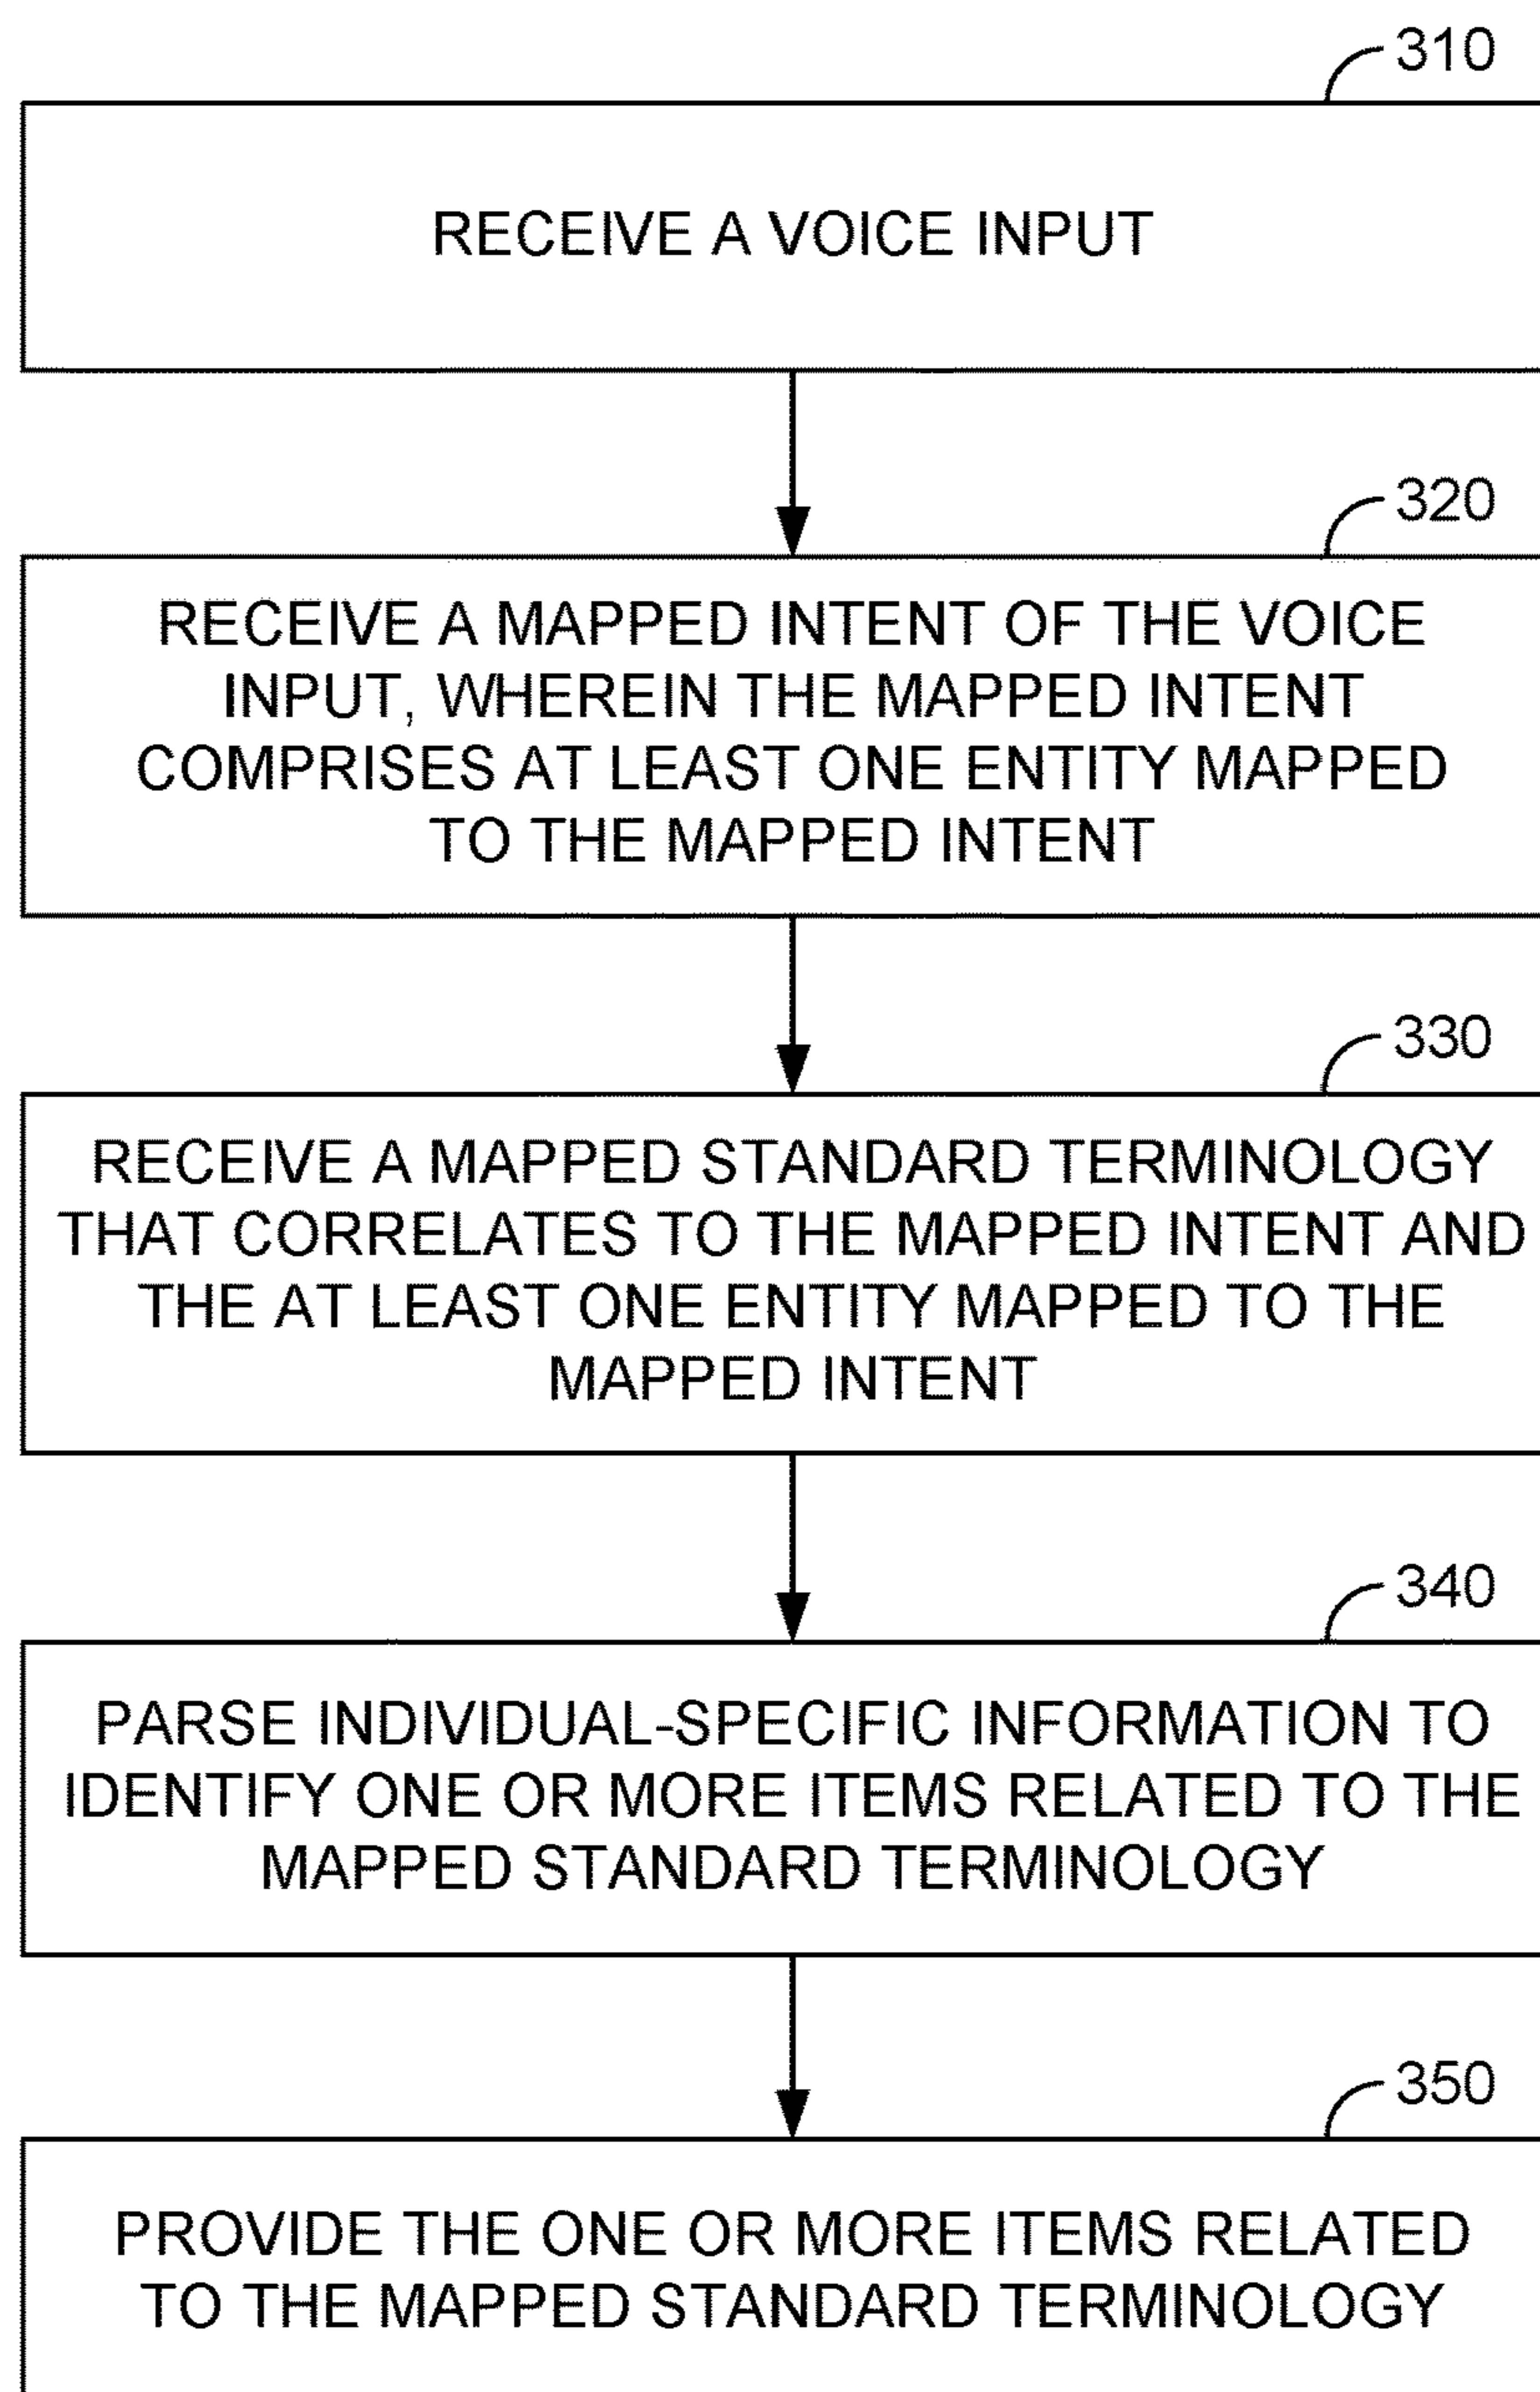 310
RECEIVE A VOICE INPUT
320
RECEIVE A MAPPED INTENT OF THE VOICE
INPUT, WHEREIN THE MAPPED INTENT
COMPRISES AT LEAST ONE ENTITY MAPPED
TO THE MAPPED INTENT
330
RECEIVE A MAPPED STANDARD TERMINOLOGY
THAT CORRELATES TO THE MAPPED INTENT AND
THE AT LEAST ONE ENTITY MAPPED TO THE
MAPPED INTENT
340
PARSE INDIVIDUAL-SPECIFIC INFORMATION TO
IDENTIFY ONE OR MORE ITEMS RELATED TO THE
MAPPED STANDARD TERMINOLOGY
350
PROVIDE THE ONE OR MORE ITEMS RELATED
TO THE MAPPED STANDARD TERMINOLOGY